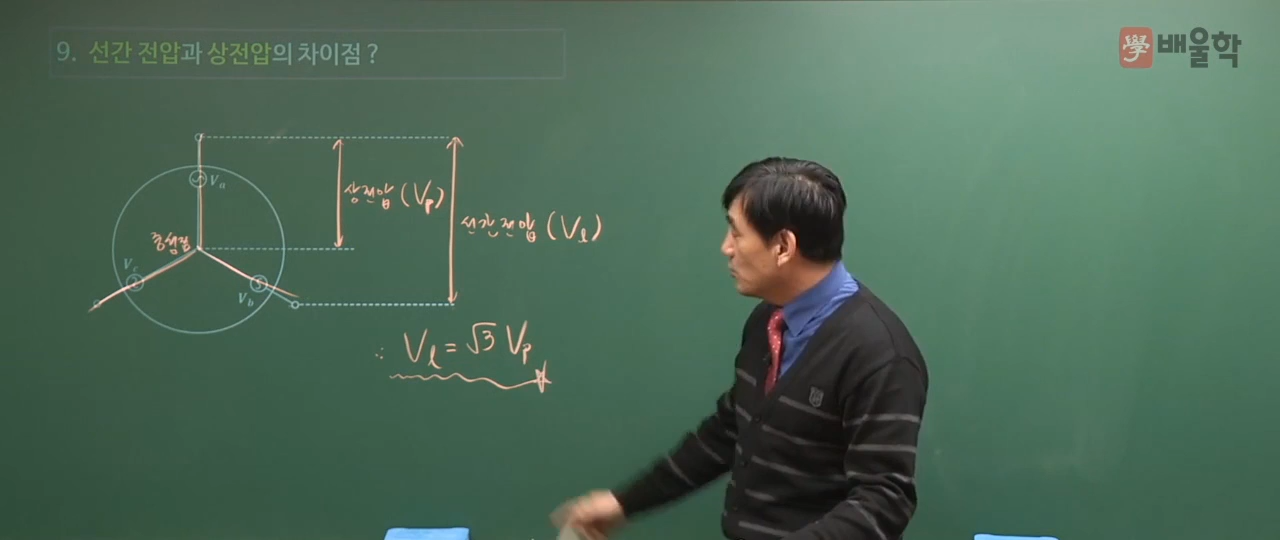 9. 선간 전압과 상전압의 차이점 ?
學 배울학
Va
상전압 (Vp)
선간전압 (Vl)
중성점
Vc
Vb
∴ Vl = √3 Vp